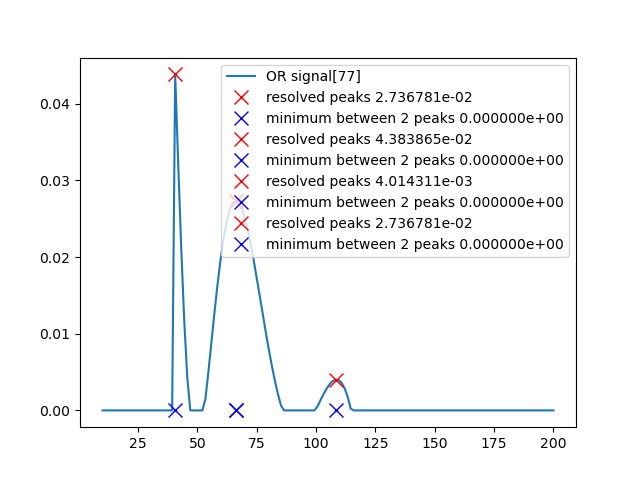 OR signal[77]
resolved peaks 2.736781e-02
minimum between 2 peaks 0.000000e+00
resolved peaks 4.383865e-02
minimum between 2 peaks 0.000000e+00
resolved peaks 4.014311e-03
minimum between 2 peaks 0.000000e+00
resolved peaks 2.736781e-02
minimum between 2 peaks 0.000000e+00
0.04
0.03
0.02
0.01
0.00
25 50 75 100 125 150 175 200